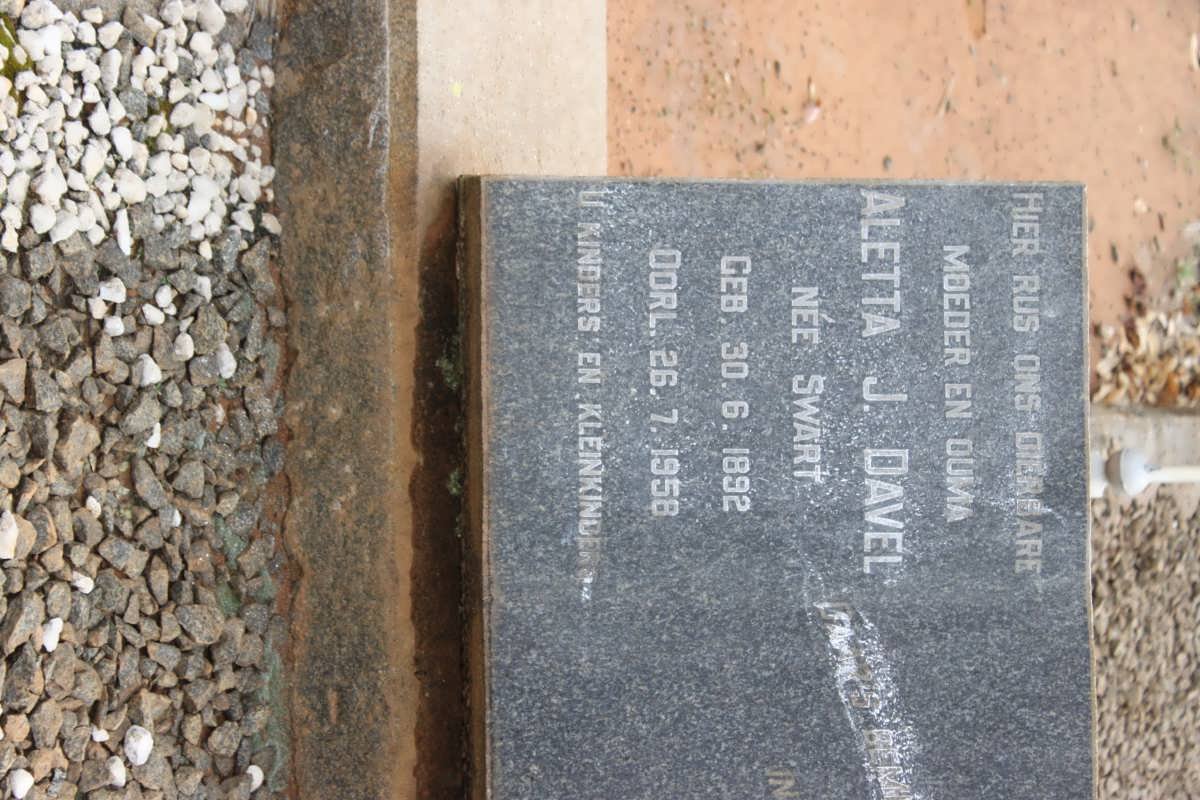 HIER RUS ONS DIERBARE
MOEDER EN OUMA
ALETTA J. DAVEL
NÉE SWART
GEB. 30. 6. 1892
OORL. 26. 7. 1958
U KINDERS EN KLEINKINDERS
IN